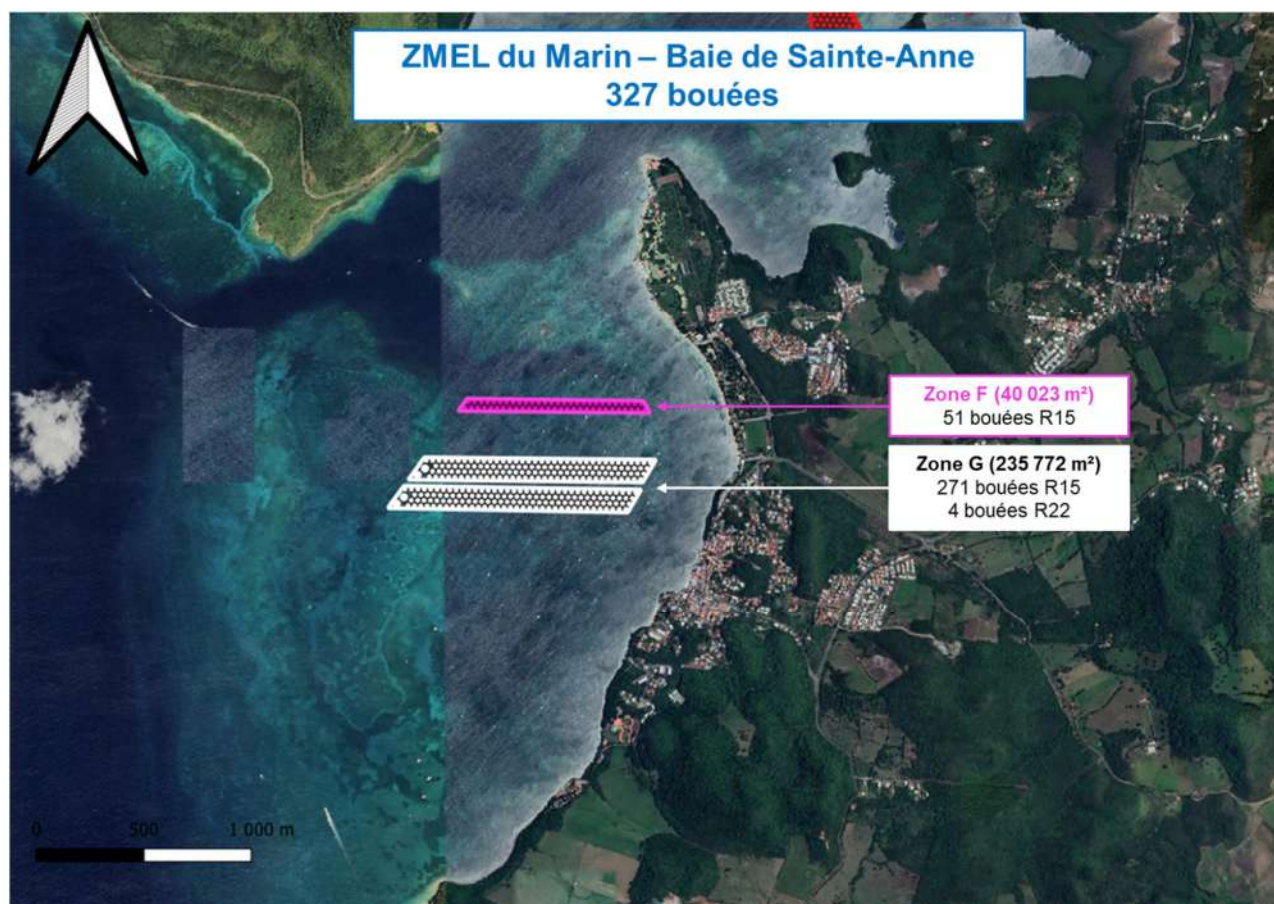 ZMEL du Marin – Baie de Sainte-Anne
327 bouées
Zone F (40 023 m²)
51 bouées R15
Zone G (235 772 m²)
271 bouées R15
4 bouées R22
0 500 1 000 m